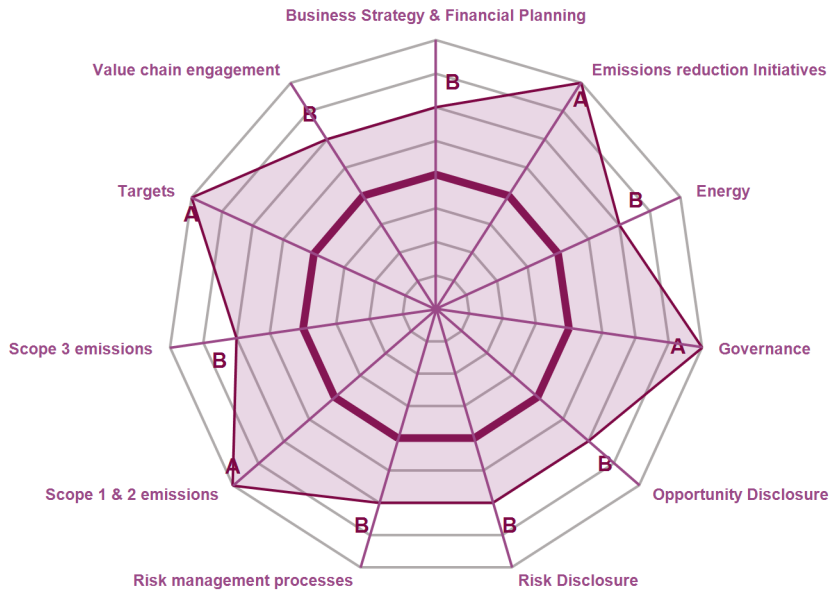 Business Strategy & Financial Planning
Value chain engagement
Emissions reduction Initiatives
B
A
B
Targets
Energy
B
A
Scope 3 emissions
Governance
A
B
Scope 1 & 2 emissions
A
B
Opportunity Disclosure
B
B
Risk management processes
Risk Disclosure